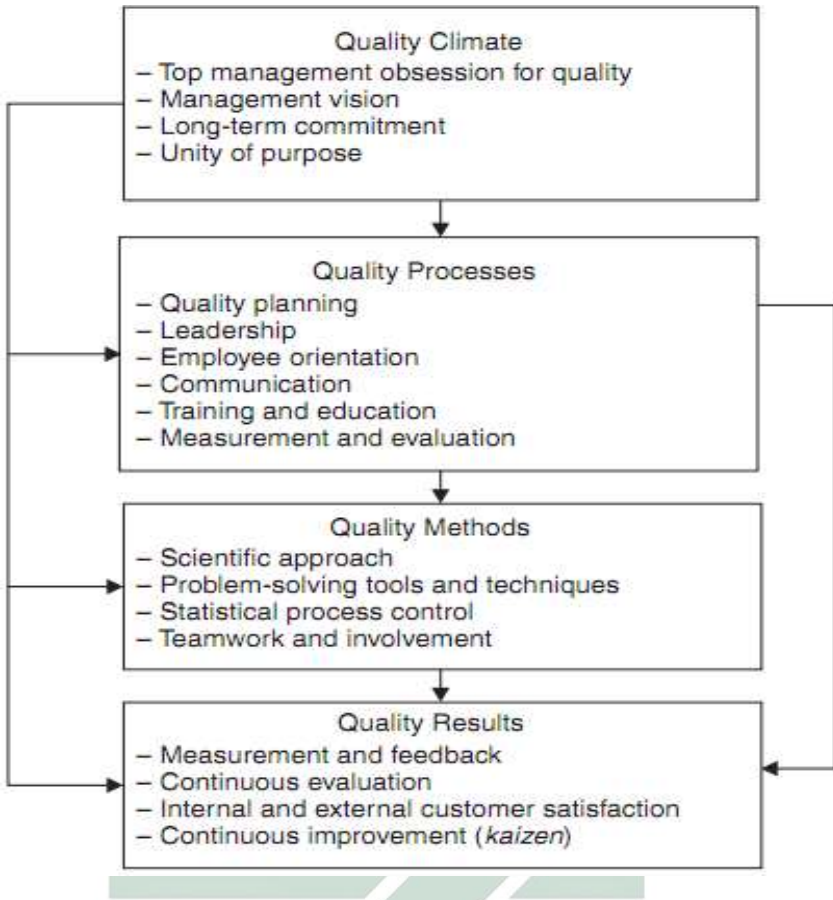 Quality Climate
– Top management obsession for quality
– Management vision
– Long-term commitment
– Unity of purpose
Quality Processes
– Quality planning
– Leadership
– Employee orientation
– Communication
– Training and education
– Measurement and evaluation
Quality Methods
– Scientific approach
– Problem-solving tools and techniques
– Statistical process control
– Teamwork and involvement
Quality Results
– Measurement and feedback
– Continuous evaluation
– Internal and external customer satisfaction
– Continuous improvement (kaizen)